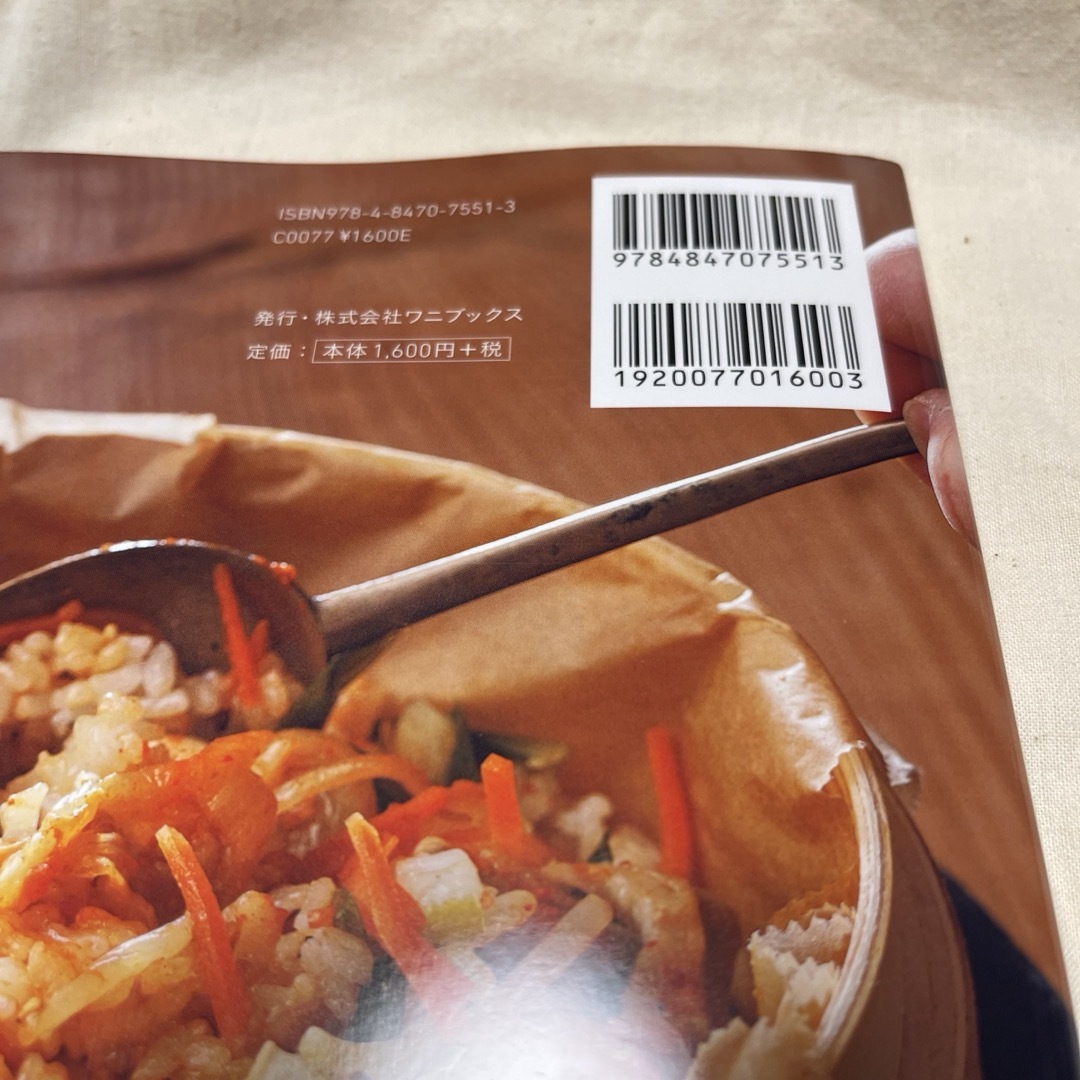 ISBN978-4-8470-7551-3
C0077 ¥1600E
発行・株式会社ワニブックス
定価：本体1,600円+税
9784847075513
1920077016003